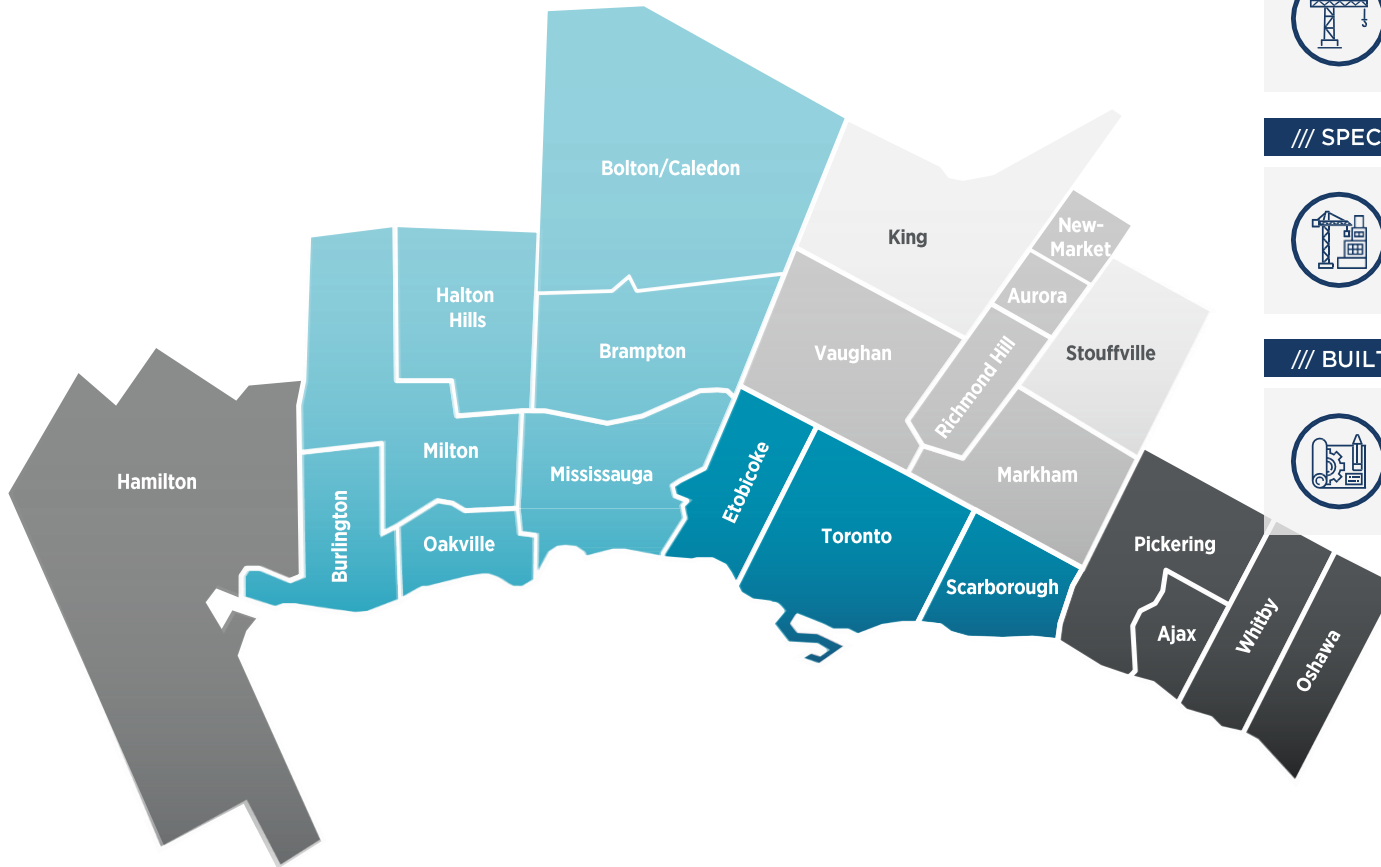 Bolton/Caledon
King
New-
Market
Aurora
Halton
Hills
Brampton
Vaughan
Richmond Hill
Stouffville
Hamilton
Burlington
Milton
Oakville
Mississauga
Etobicoke
Toronto
Scarborough
Markham
Pickering
Ajax
Whitby
Oshawa
/// SPEC
/// BUILT